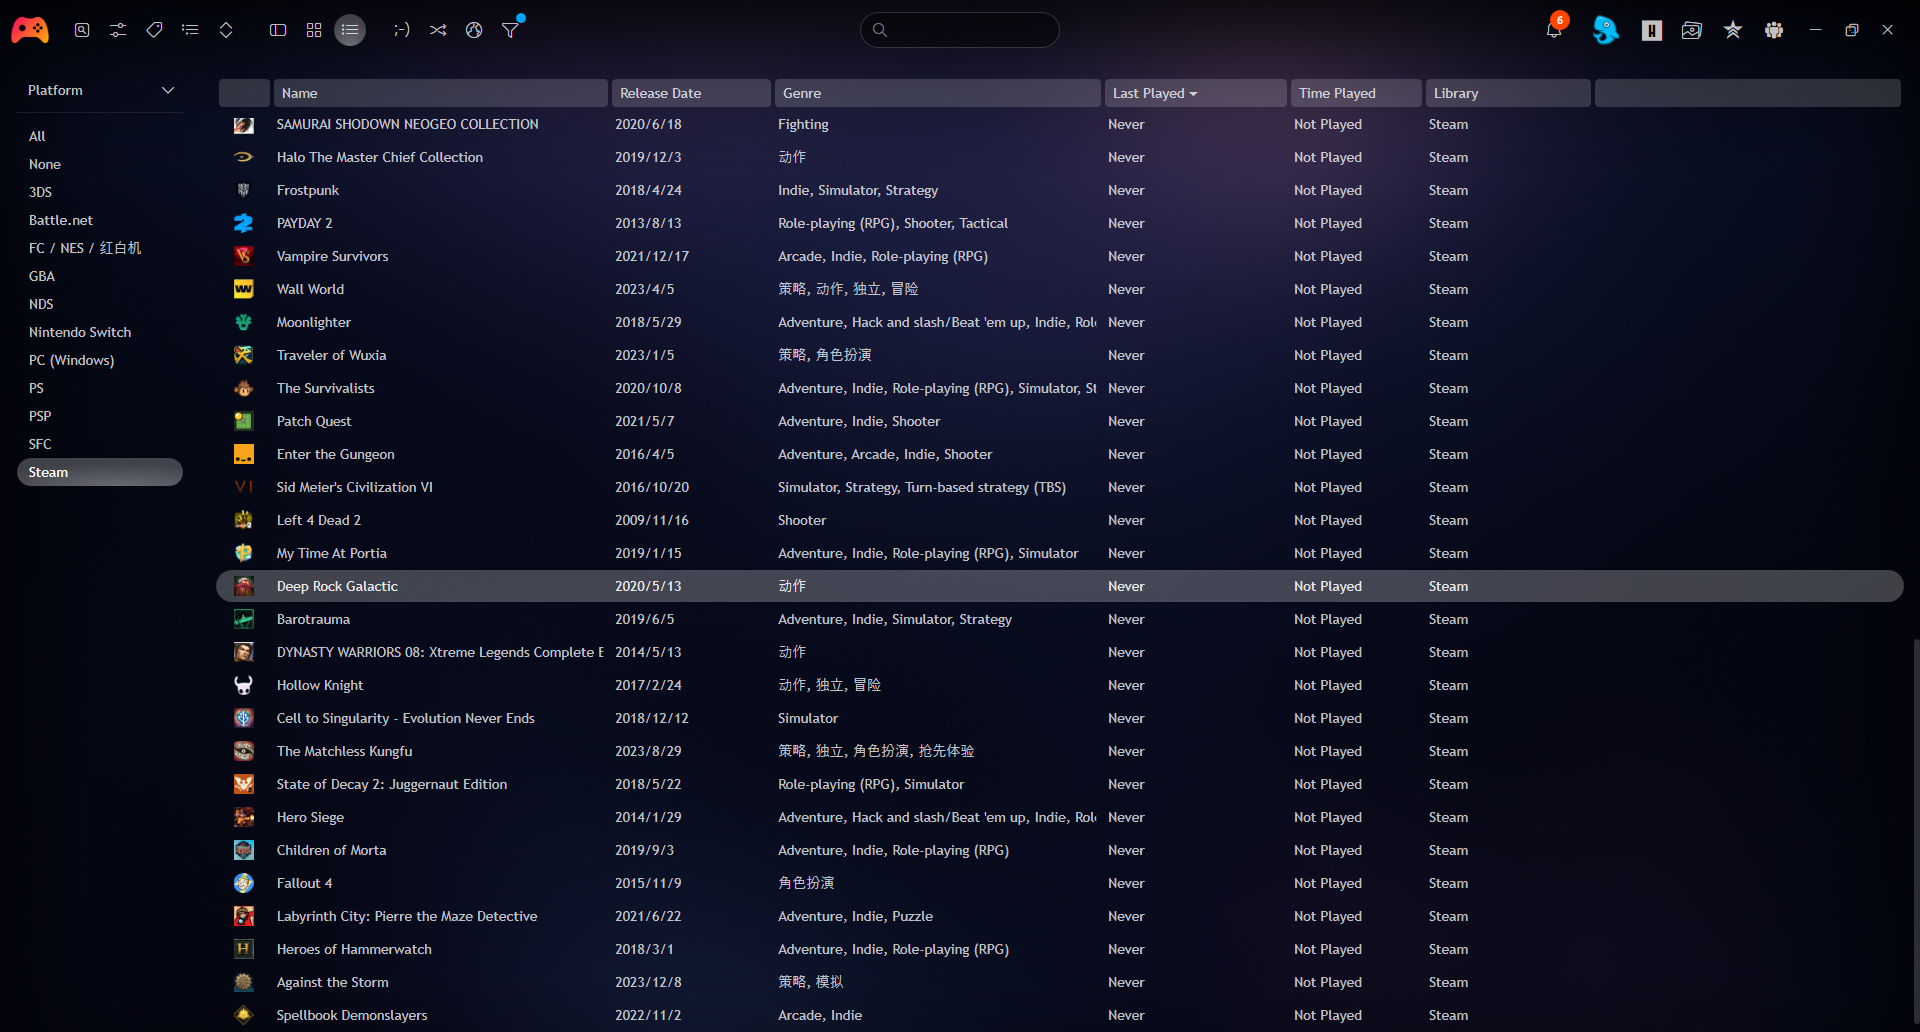 6
Platform
Name Release Date Genre Last Played Time Played Library
All
None
3DS
Battle.net
FC / NES / 红白机
GBA
NDS
Nintendo Switch
PC (Windows)
PS
PSP
SFC
Steam
SAMURAI SHODOWN NEOGEO COLLECTION 2020/6/18 Fighting Never Not Played Steam
Halo The Master Chief Collection 2019/12/3 动作 Never Not Played Steam
Frostpunk 2018/4/24 Indie, Simulator, Strategy Never Not Played Steam
PAYDAY 2 2013/8/13 Role-playing (RPG), Shooter, Tactical Never Not Played Steam
Vampire Survivors 2021/12/17 Arcade, Indie, Role-playing (RPG) Never Not Played Steam
Wall World 2023/4/5 策略, 动作, 独立, 冒险 Never Not Played Steam
Moonlighter 2018/5/29 Adventure, Hack and slash/Beat 'em up, Indie, Rol Never Not Played Steam
Traveler of Wuxia 2023/1/5 策略, 角色扮演 Never Not Played Steam
The Survivalists 2020/10/8 Adventure, Indie, Role-playing (RPG), Simulator, St Never Not Played Steam
Patch Quest 2021/5/7 Adventure, Indie, Shooter Never Not Played Steam
Enter the Gungeon 2016/4/5 Adventure, Arcade, Indie, Shooter Never Not Played Steam
Sid Meier's Civilization VI 2016/10/20 Simulator, Strategy, Turn-based strategy (TBS) Never Not Played Steam
Left 4 Dead 2 2009/11/16 Shooter Never Not Played Steam
My Time At Portia 2019/1/15 Adventure, Indie, Role-playing (RPG), Simulator Never Not Played Steam
Deep Rock Galactic 2020/5/13 动作 Never Not Played Steam
Barotrauma 2019/6/5 Adventure, Indie, Simulator, Strategy Never Not Played Steam
DYNASTY WARRIORS 08: Xtreme Legends Complete E 2014/5/13 动作 Never Not Played Steam
Hollow Knight 2017/2/24 动作, 独立, 冒险 Never Not Played Steam
Cell to Singularity - Evolution Never Ends 2018/12/12 Simulator Never Not Played Steam
The Matchless Kungfu 2023/8/29 策略, 独立, 角色扮演, 抢先体验 Never Not Played Steam
State of Decay 2: Juggernaut Edition 2018/5/22 Role-playing (RPG), Simulator Never Not Played Steam
Hero Siege 2014/1/29 Adventure, Hack and slash/Beat 'em up, Indie, Rol Never Not Played Steam
Children of Morta 2019/9/3 Adventure, Indie, Role-playing (RPG) Never Not Played Steam
Fallout 4 2015/11/9 角色扮演 Never Not Played Steam
Labyrinth City: Pierre the Maze Detective 2021/6/22 Adventure, Indie, Puzzle Never Not Played Steam
Heroes of Hammerwatch 2018/3/1 Adventure, Indie, Role-playing (RPG) Never Not Played Steam
Against the Storm 2023/12/8 策略, 模拟 Never Not Played Steam
Spellbook Demonslayers 2022/11/2 Arcade, Indie Never Not Played Steam